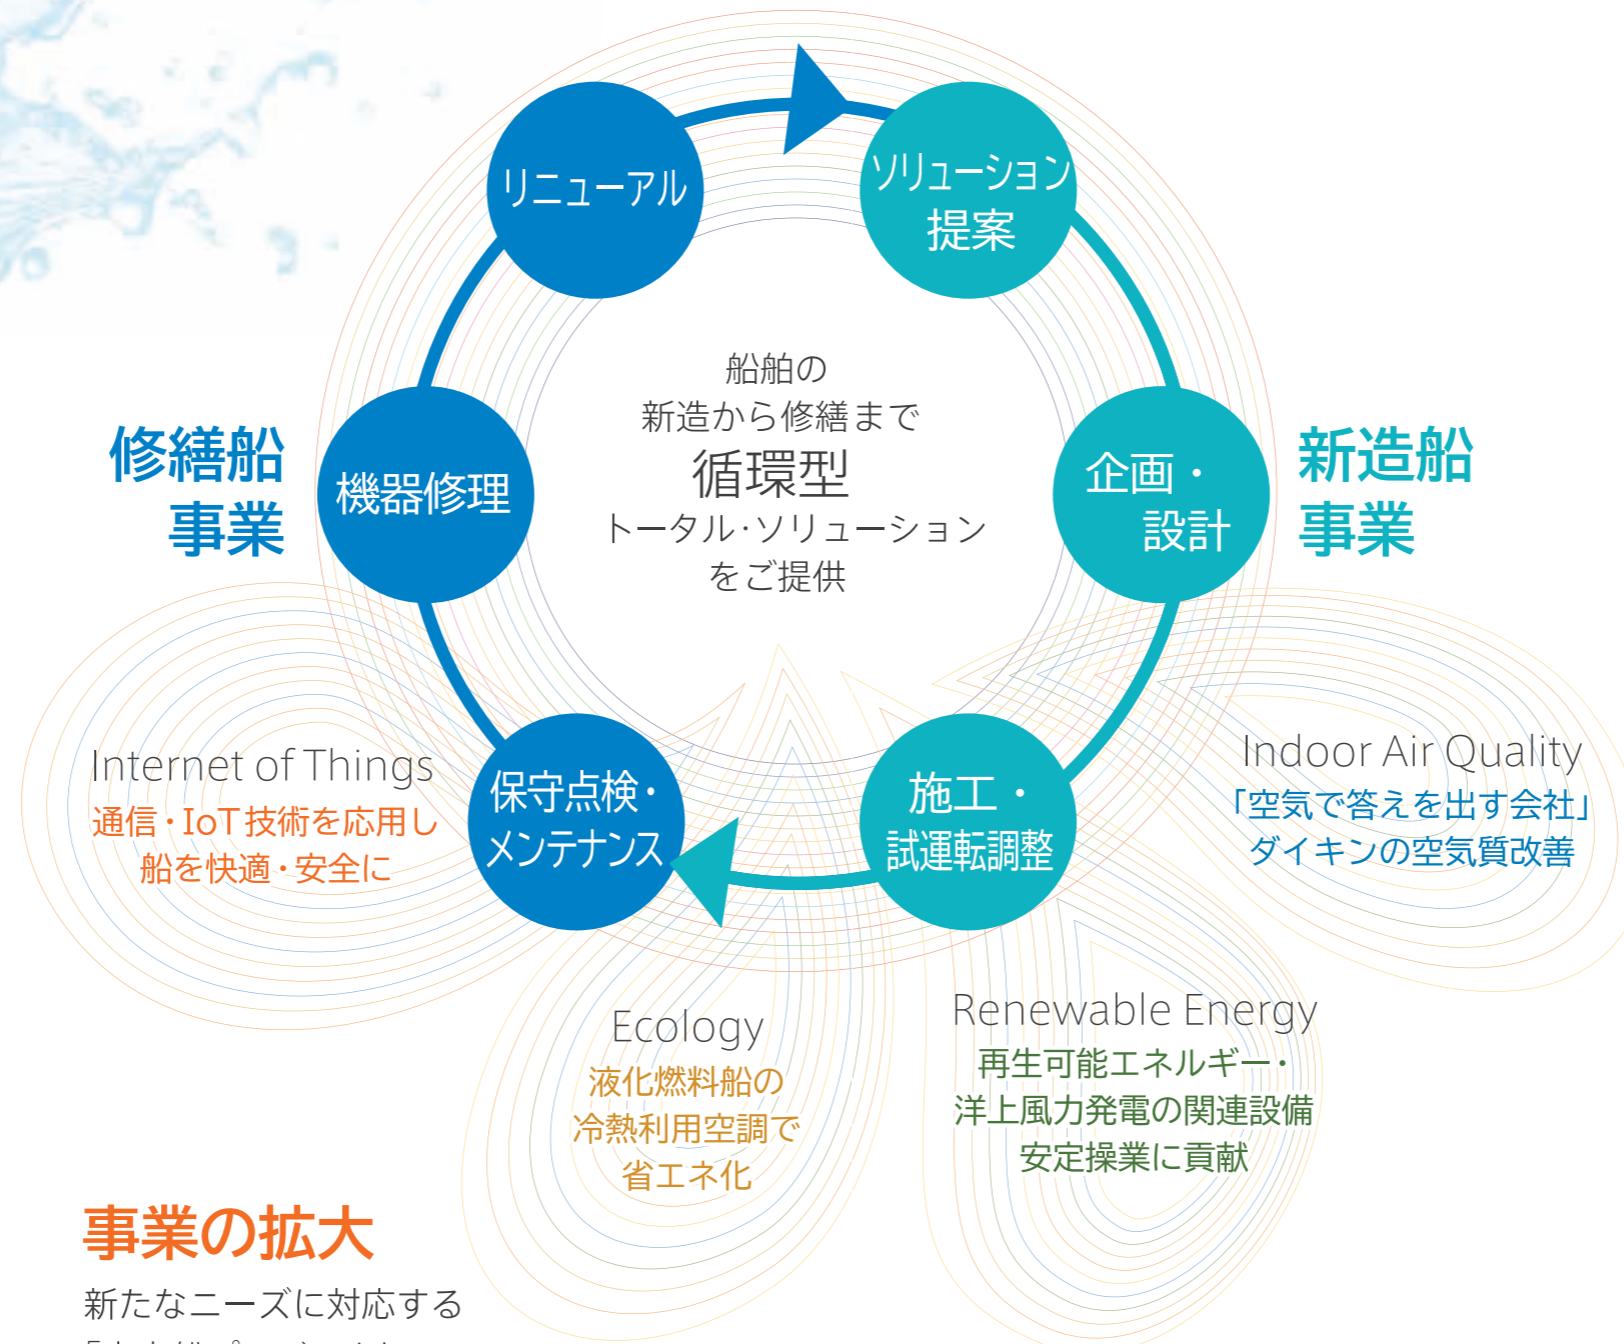 リニューアル
ソリューション
提案
船舶の
新造から修繕まで
循環型
トータル・ソリューション
をご提供
修繕船
事業
機器修理
企画・
設計
新造船
事業
Internet of Things
通信・IoT技術を応用し
船を快適・安全に
保守点検・
メンテナンス
施工・
試運転調整
Indoor Air Quality
「空気で答えを出す会社」
ダイキンの空気質改善
Ecology
液化燃料船の
冷熱利用空調で
省エネ化
Renewable Energy
再生可能エネルギー・
洋上風力発電の関連設備
安定操業に貢献
事業の拡大
新たなニーズに対応する